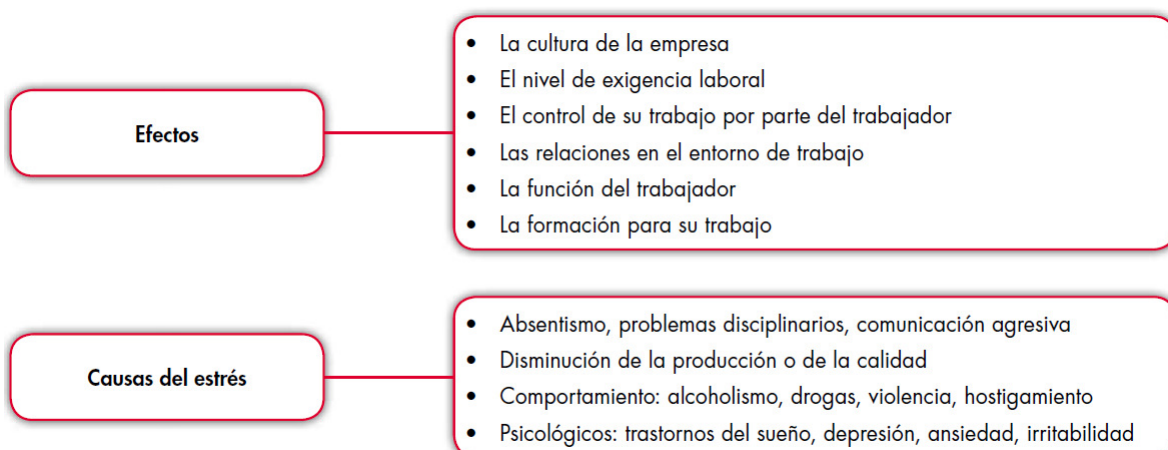 Efectos
• La cultura de la empresa
• El nivel de exigencia laboral
• El control de su trabajo por parte del trabajador
• Las relaciones en el entorno de trabajo
• La función del trabajador
• La formación para su trabajo
Causas del estrés
• Absentismo, problemas disciplinarios, comunicación agresiva
• Disminución de la producción o de la calidad
• Comportamiento: alcoholismo, drogas, violencia, hostigamiento
• Psicológicos: trastornos del sueño, depresión, ansiedad, irritabilidad